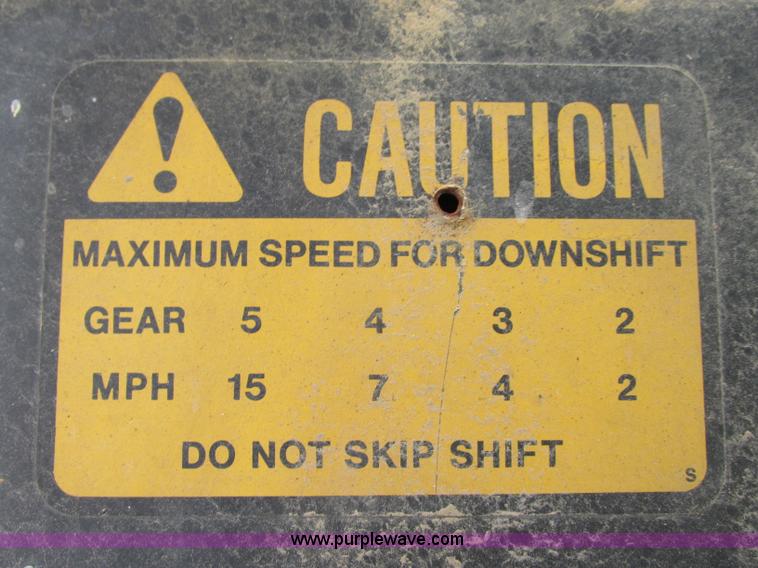 CAUTION
MAXIMUM SPEED FOR DOWNSHIFT
GEAR 5 4 3 2
MPH 15 7 4 2
DO NOT SKIP SHIFT
S
www.purplewave.com